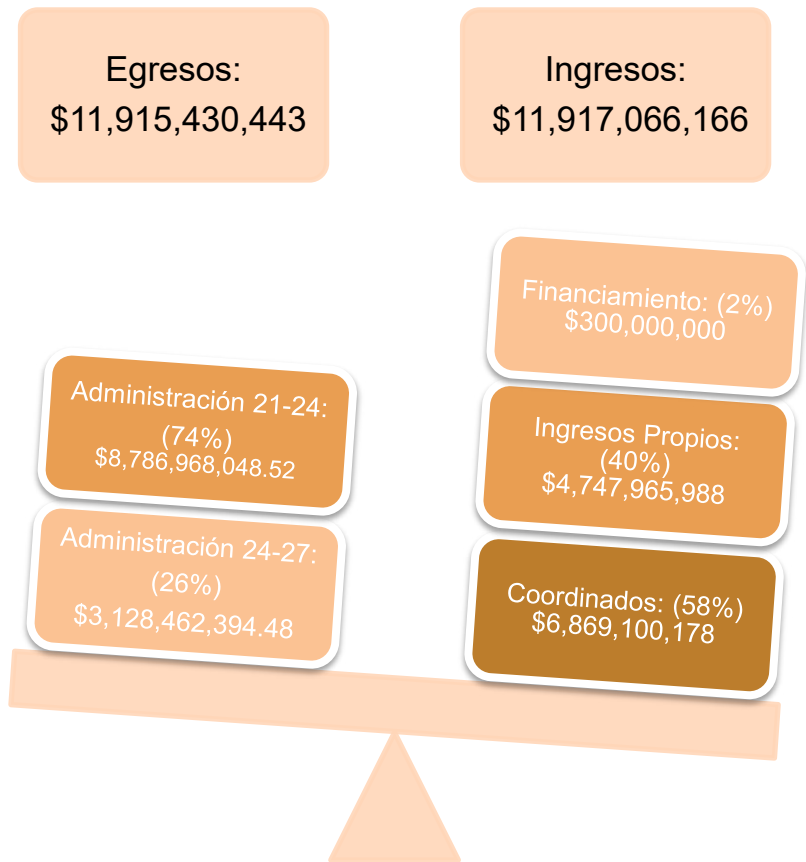 Egresos:
$11,915,430,443
Ingresos:
$11,917,066,166
Financiamiento: (2%)
$300,000,000
Administración 21-24:
(74%)
$8,786,968,048.52
Ingresos Propios:
(40%)
$4,747,965,988
Administración 24-27:
(26%)
$3,128,462,394.48
Coordinados: (58%)
$6,869,100,178